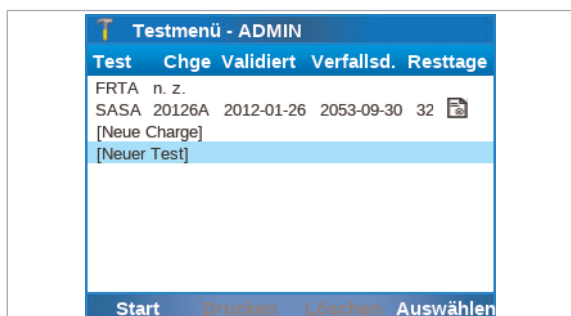 Testmenü - ADMIN
Test Chge Validiert Verfallsd. Resttage
FRTA n. z.
SASA 20126A 2012-01-26 2053-09-30 32
[Neue Charge]
[Neuer Test]
Start Drucken Löschen Auswählen